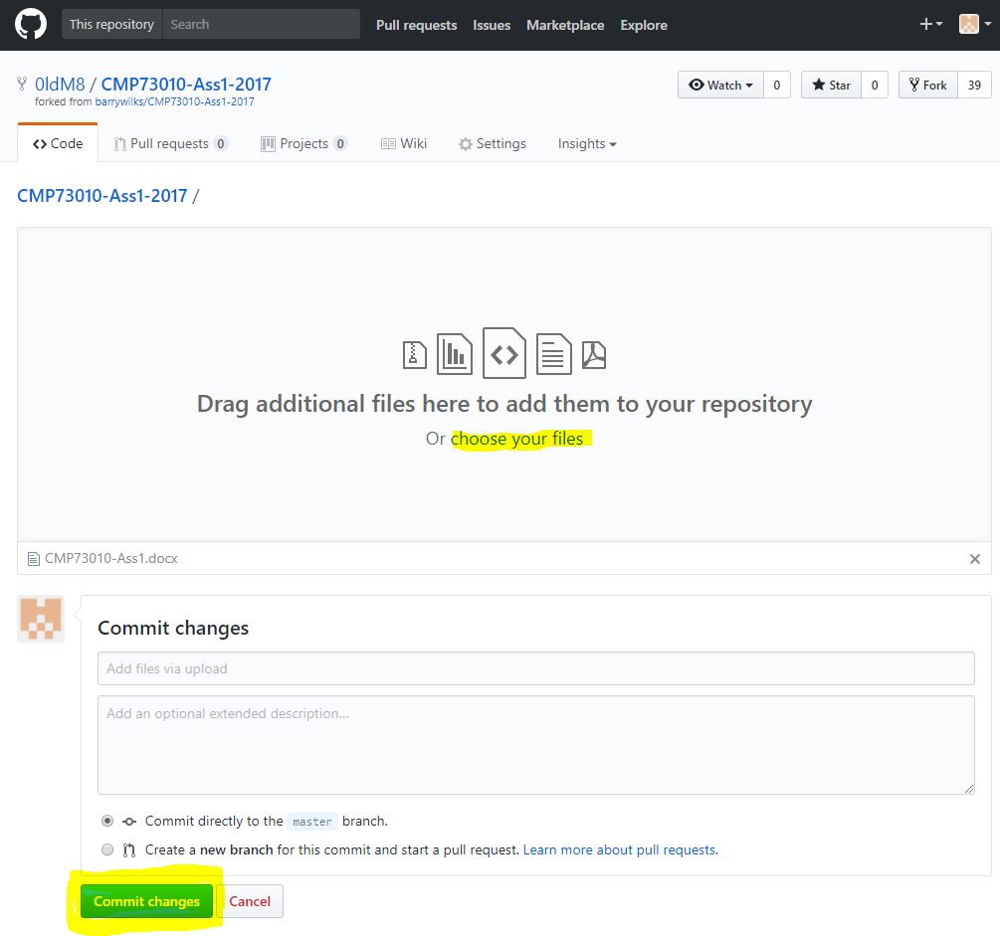 This repository Search Pull requests Issues Marketplace Explore
0ldM8 / CMP73010-Ass1-2017 Watch 0 Star 0 Fork 39
forked from barrywilks/CMP73010-Ass1-2017
Code Pull requests 0 Projects 0 Wiki Settings Insights
CMP73010-Ass1-2017 /
Drag additional files here to add them to your repository
Or choose your files
CMP73010-Ass1.docx
Commit changes
Add files via upload
Add an optional extended description...
Commit directly to the master branch.
Create a new branch for this commit and start a pull request. Learn more about pull requests.
Commit changes Cancel